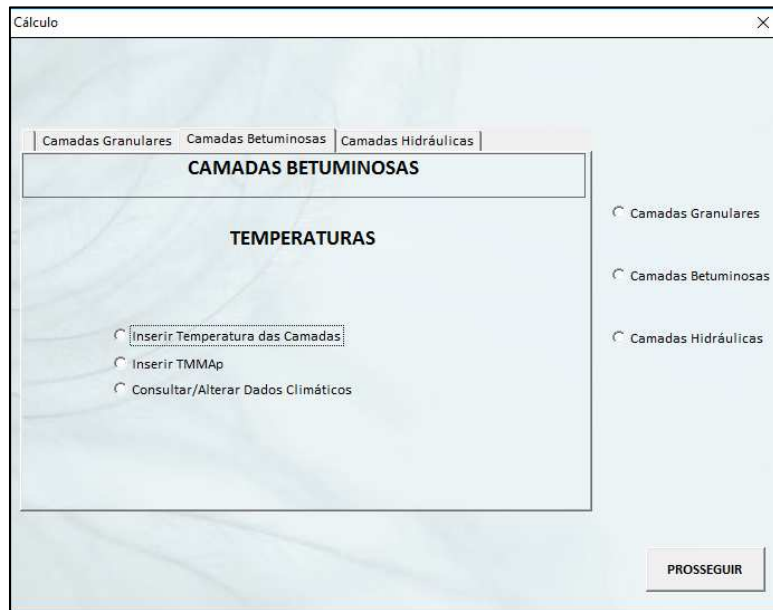 Cálculo
Camadas Granulares Camadas Betuminosas Camadas Hidráulicas
CAMADAS BETUMINOSAS
TEMPERATURAS
Inserir Temperatura das Camadas
Inserir TMMAp
Consultar/Alterar Dados Climáticos
Camadas Granulares
Camadas Betuminosas
Camadas Hidráulicas
PROSSEGUIR